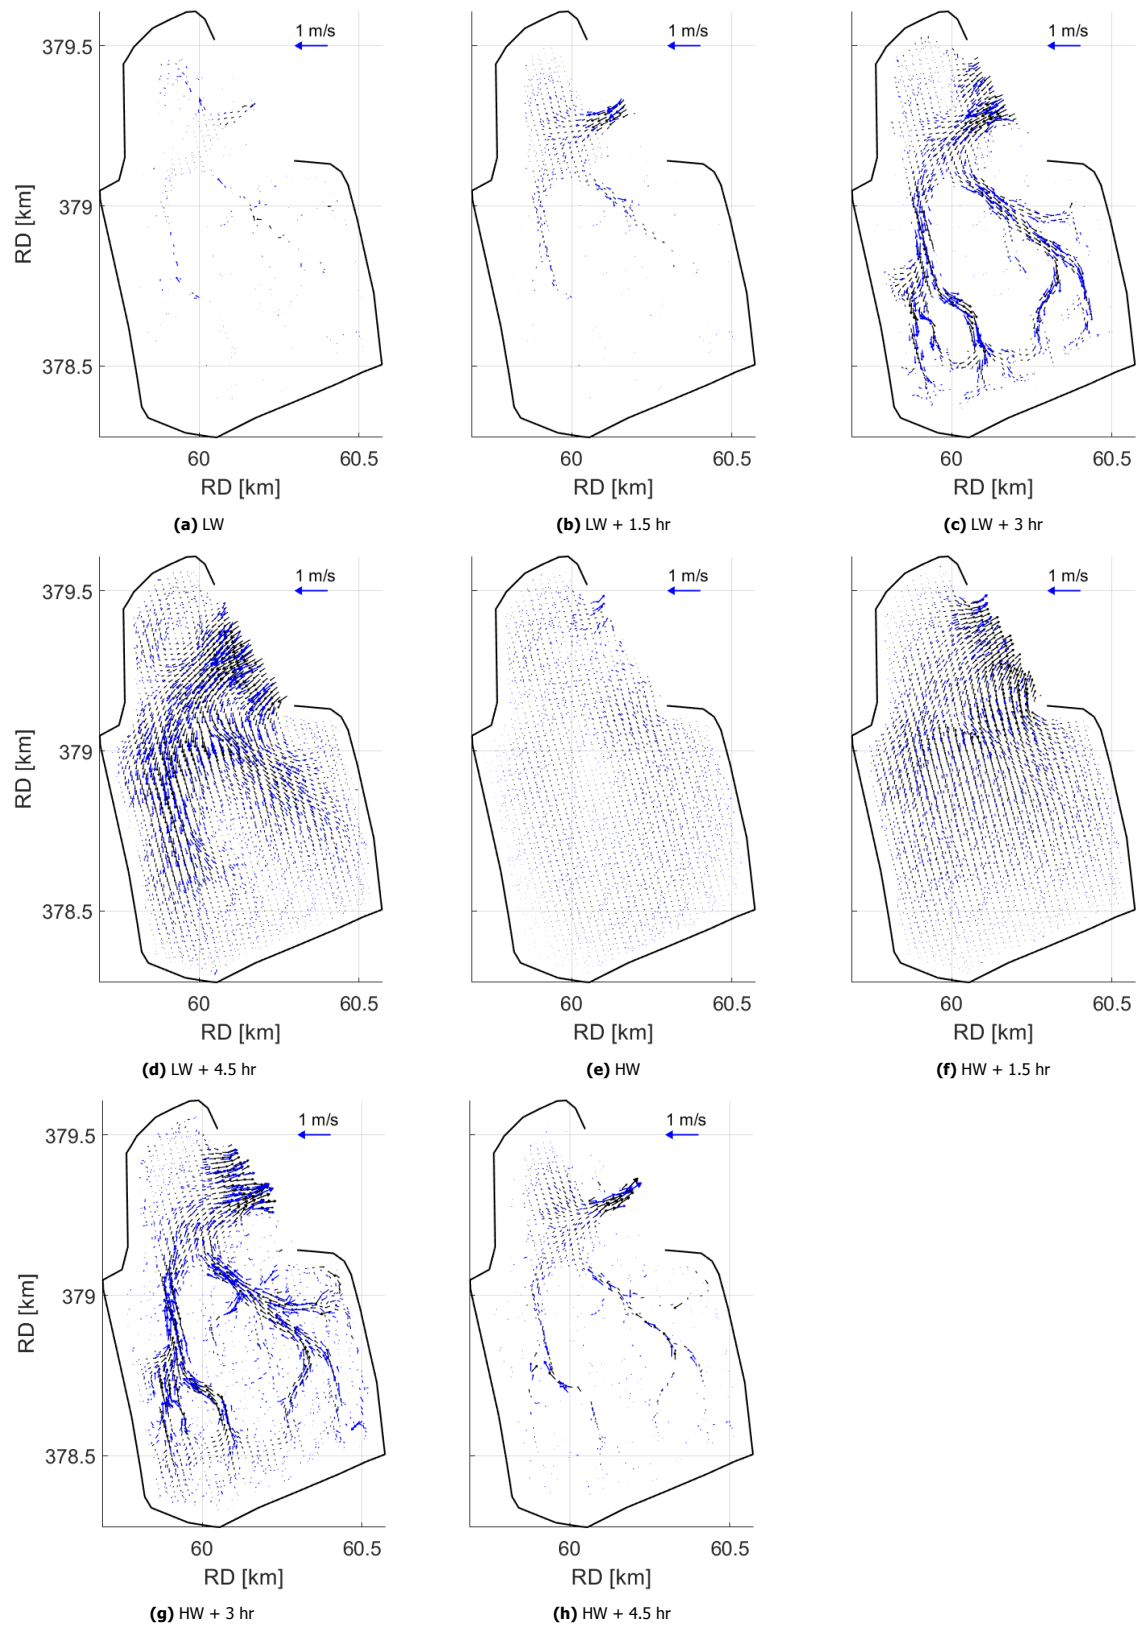 1 m/s 1 m/s 1 m/s
379.5
RD [km]
379
378.5
60 60.5 60 60.5 60 60.5
RD [km] RD [km] RD [km]
(a) LW (b) LW + 1.5 hr (c) LW + 3 hr
1 m/s 1 m/s 1 m/s
379.5
RD [km]
379
378.5
60 60.5 60 60.5 60 60.5
RD [km] RD [km] RD [km]
(d) LW + 4.5 hr (e) HW (f) HW + 1.5 hr
1 m/s 1 m/s
379.5
RD [km]
379
378.5
60 60.5 60 60.5
RD [km] RD [km]
(g) HW + 3 hr (h) HW + 4.5 hr